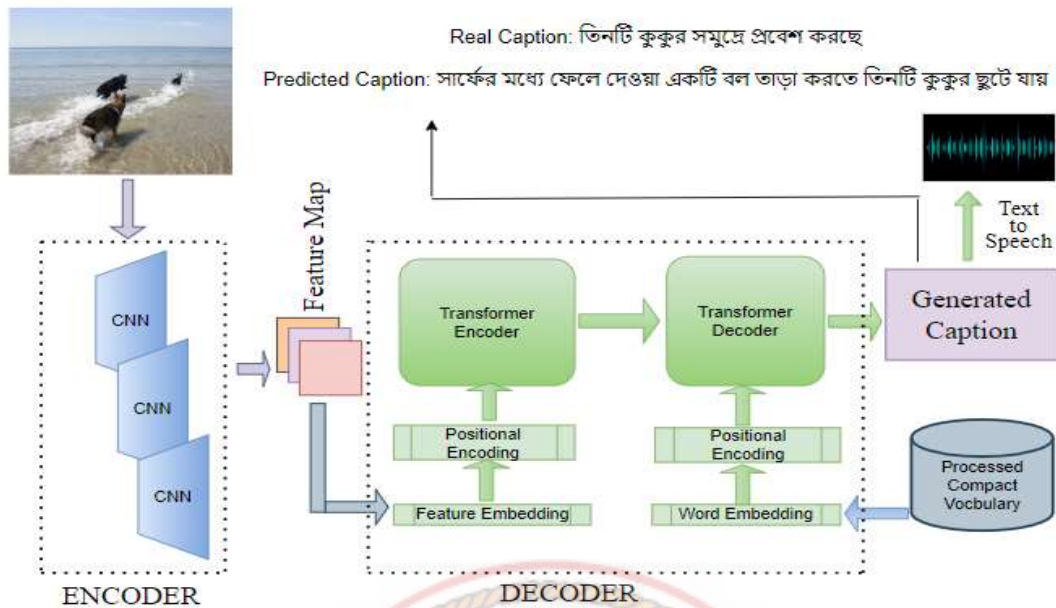 Real Caption: তিনটি কুকুর সমুদ্রে প্রবেশ করছে
Predicted Caption: সার্ফের মধ্যে ফেলে দেওয়া একটি বল তাড়া করতে তিনটি কুকুর ছুটে যায়
Feature Map
Text
to
Speech
CNN
CNN
CNN
Transformer
Encoder
Transformer
Decoder
Generated
Caption
Positional
Encoding
Positional
Encoding
Feature Embedding
Word Embedding
Processed
Compact
Vocbulary
ENCODER
DECODER